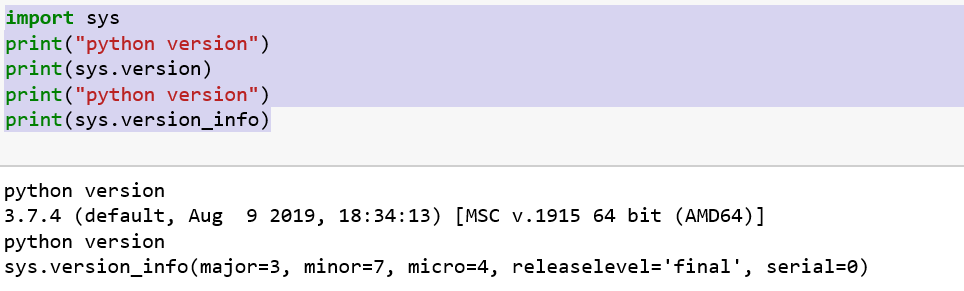 import sys
print("python version")
print(sys.version)
print("python version")
print(sys.version_info)
python version
3.7.4 (default, Aug  9 2019, 18:34:13) [MSC v.1915 64 bit (AMD64)]
python version
sys.version_info(major=3, minor=7, micro=4, releaselevel='final', serial=0)